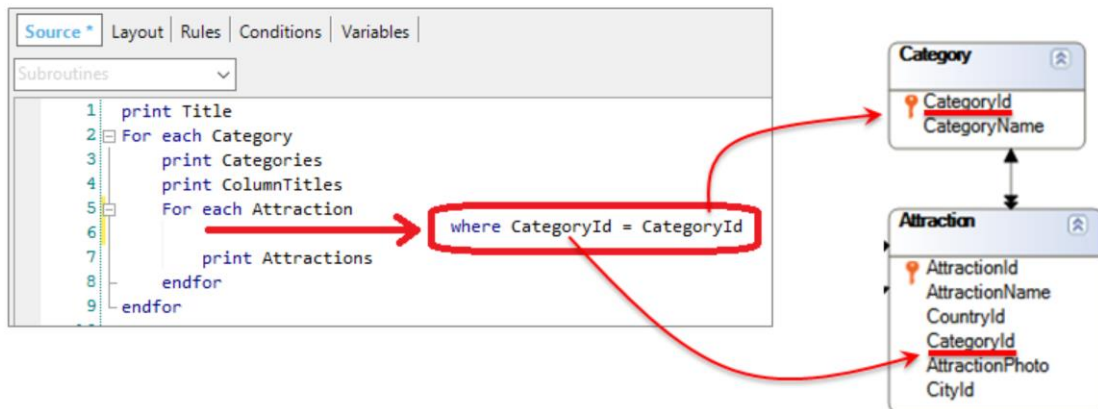 Source * Layout Rules Conditions Variables
Subroutines
1 print Title
2 For each Category
3 print Categories
4 print ColumnTitles
5 For each Attraction
6 where CategoryId = CategoryId
7 print Attractions
8 endfor
9 endfor
Category
CategoryId
CategoryName
Attraction
AttractionId
AttractionName
CountryId
CategoryId
AttractionPhoto
CityId